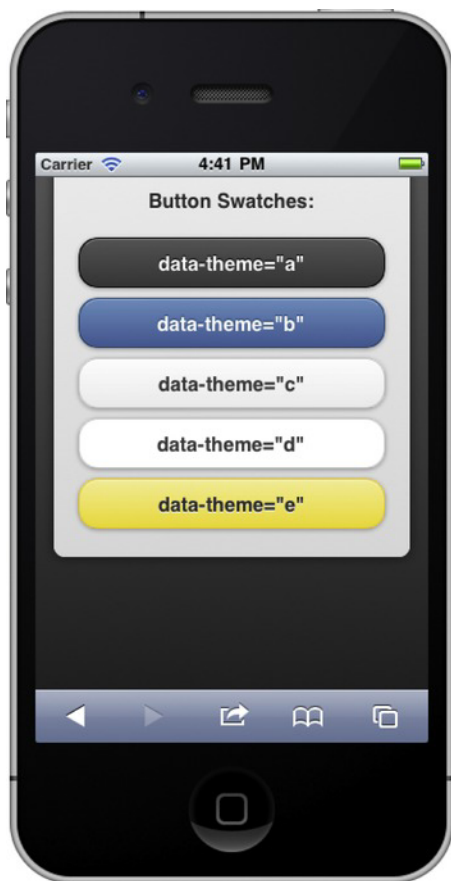 Carrier 4:41 PM
Button Swatches:
data-theme="a"
data-theme="b"
data-theme="c"
data-theme="d"
data-theme="e"